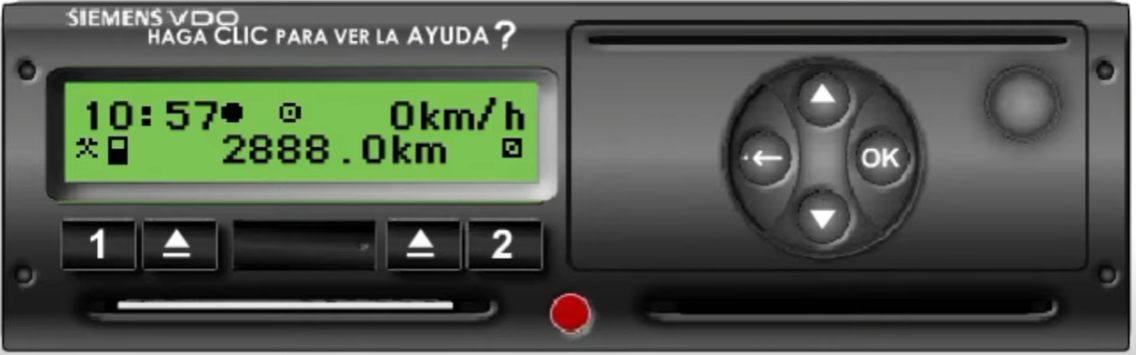 SIEMENS VDO
HAGA CLIC PARA VER LA AYUDA ?
10:57● ⊙ 0km/h
2888.0km
1 2
OK